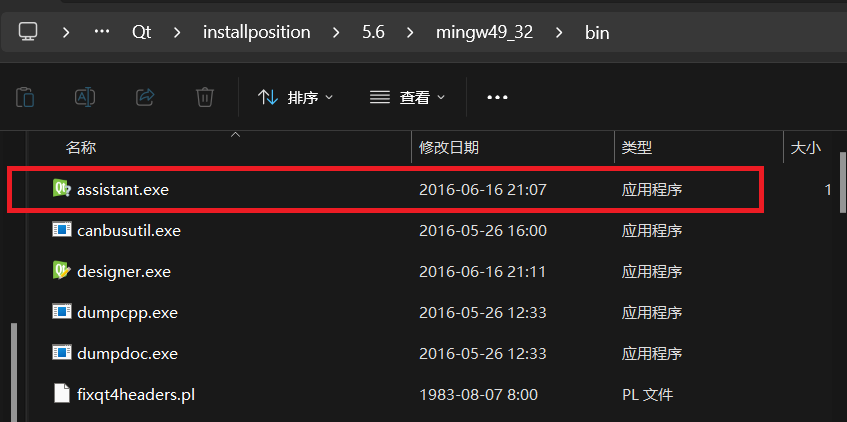 ··· Qt installposition 5.6 mingw49_32 bin
排序 查看 ···
名称 修改日期 类型 大小
assistant.exe 2016-06-16 21:07 应用程序 1
canbusutil.exe 2016-05-26 16:00 应用程序
designer.exe 2016-06-16 21:11 应用程序
dumpcpp.exe 2016-05-26 12:33 应用程序
dumpdoc.exe 2016-05-26 12:33 应用程序
fixqt4headers.pl 1983-08-07 8:00 PL 文件